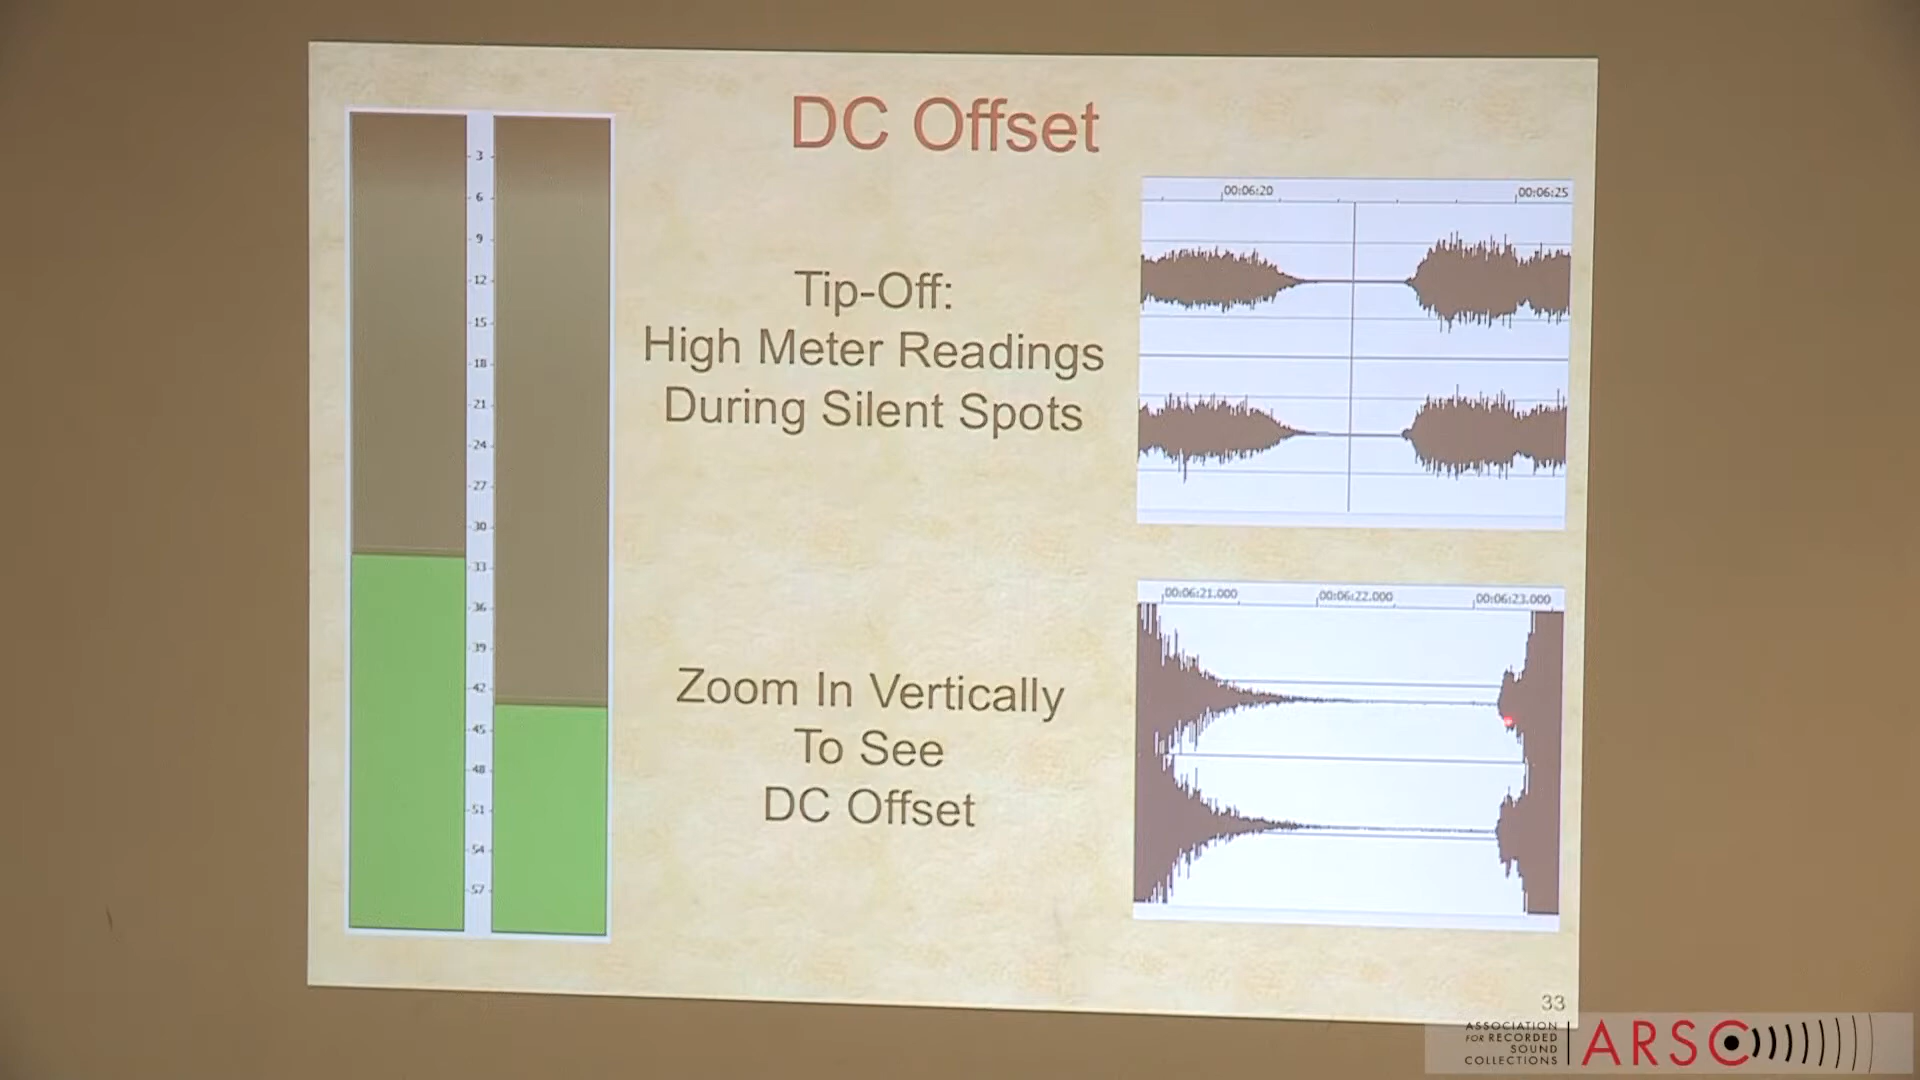 DC Offset
3
6
9
12
15
18
21
24
27
30
33
36
39
42
45
48
51
54
57
Tip-Off:
High Meter Readings
During Silent Spots
00:06:20 00:06:25
Zoom In Vertically
To See
DC Offset
00:06:21.000 00:06:22.000 00:06:23.000
33
ASSOCIATION
FOR RECORDED
SOUND
COLLECTIONS
ARSC